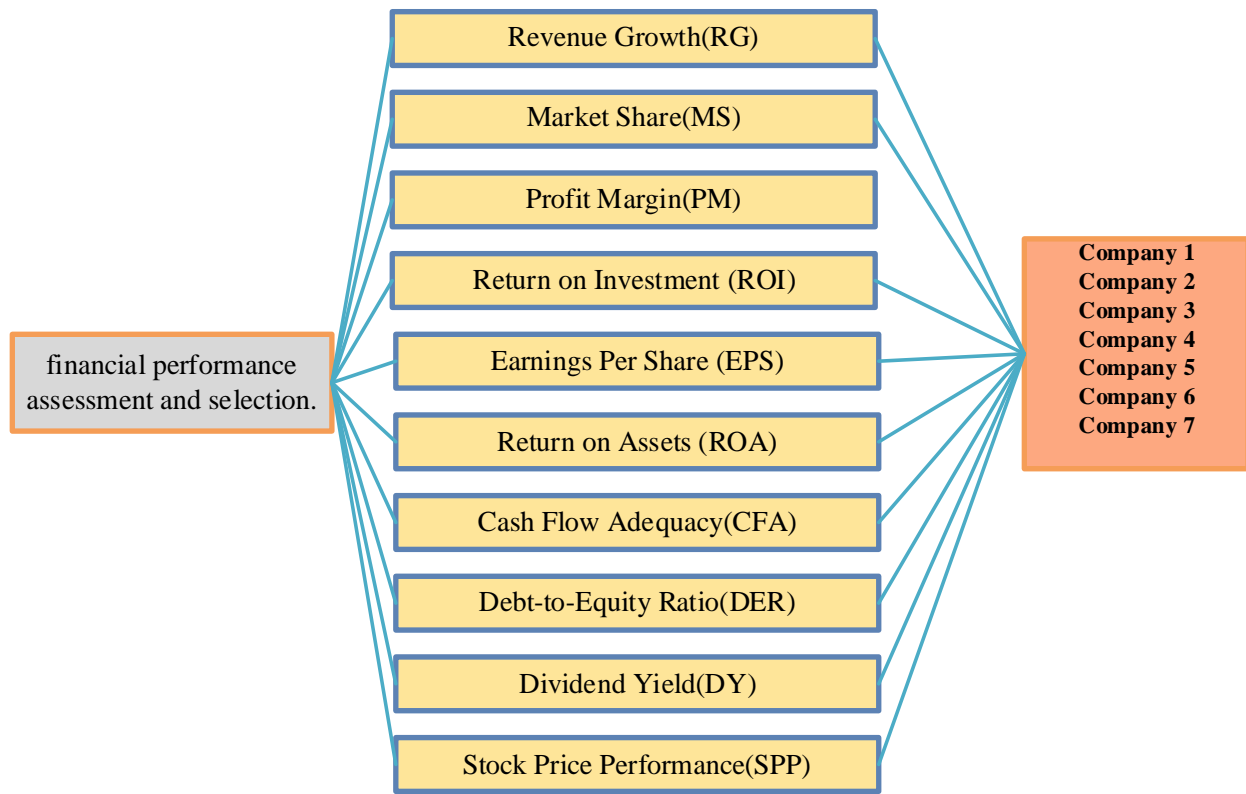 financial performance
assessment and selection.
Revenue Growth(RG)
Market Share(MS)
Profit Margin(PM)
Return on Investment (ROI)
Earnings Per Share (EPS)
Return on Assets (ROA)
Cash Flow Adequacy(CFA)
Debt-to-Equity Ratio(DER)
Dividend Yield(DY)
Stock Price Performance(SPP)
Company 1
Company 2
Company 3
Company 4
Company 5
Company 6
Company 7